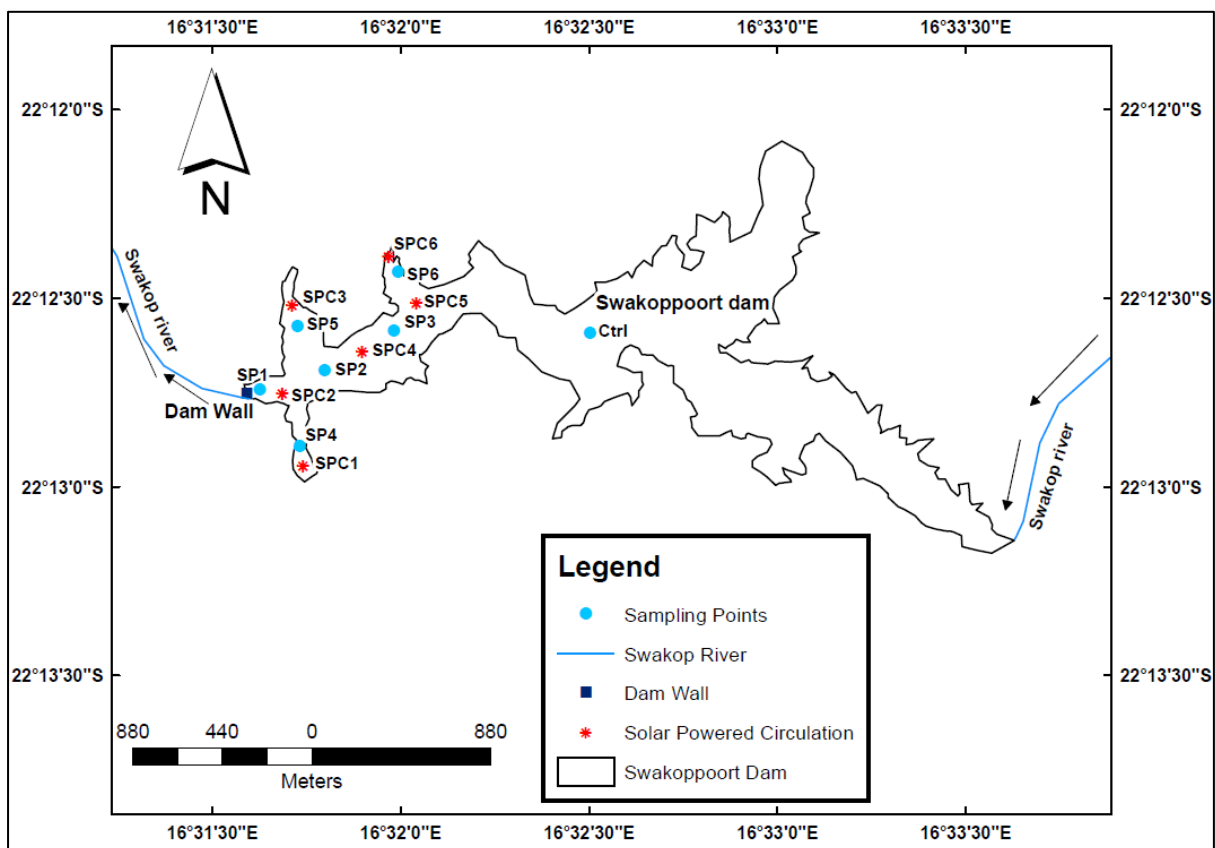 16°31'30"E 16°32'0"E 16°32'30"E 16°33'0"E 16°33'30"E
22°12'0"S 22°12'0"S
N
SPC6
SP6
Swakop river
SPC3
SPC5
22°12'30"S 22°12'30"S
Swakoppoort dam
SP5
SP3
Ctrl
SPC4
SP2
SP1
SPC2
Dam Wall
SP4
SPC1
22°13'0"S 22°13'0"S
Swakop river
Legend
Sampling Points
Swakop River
22°13'30"S 22°13'30"S
Dam Wall
880 440 0 880
Solar Powered Circulation
Meters
Swakoppoort Dam
16°31'30"E 16°32'0"E 16°32'30"E 16°33'0"E 16°33'30"E